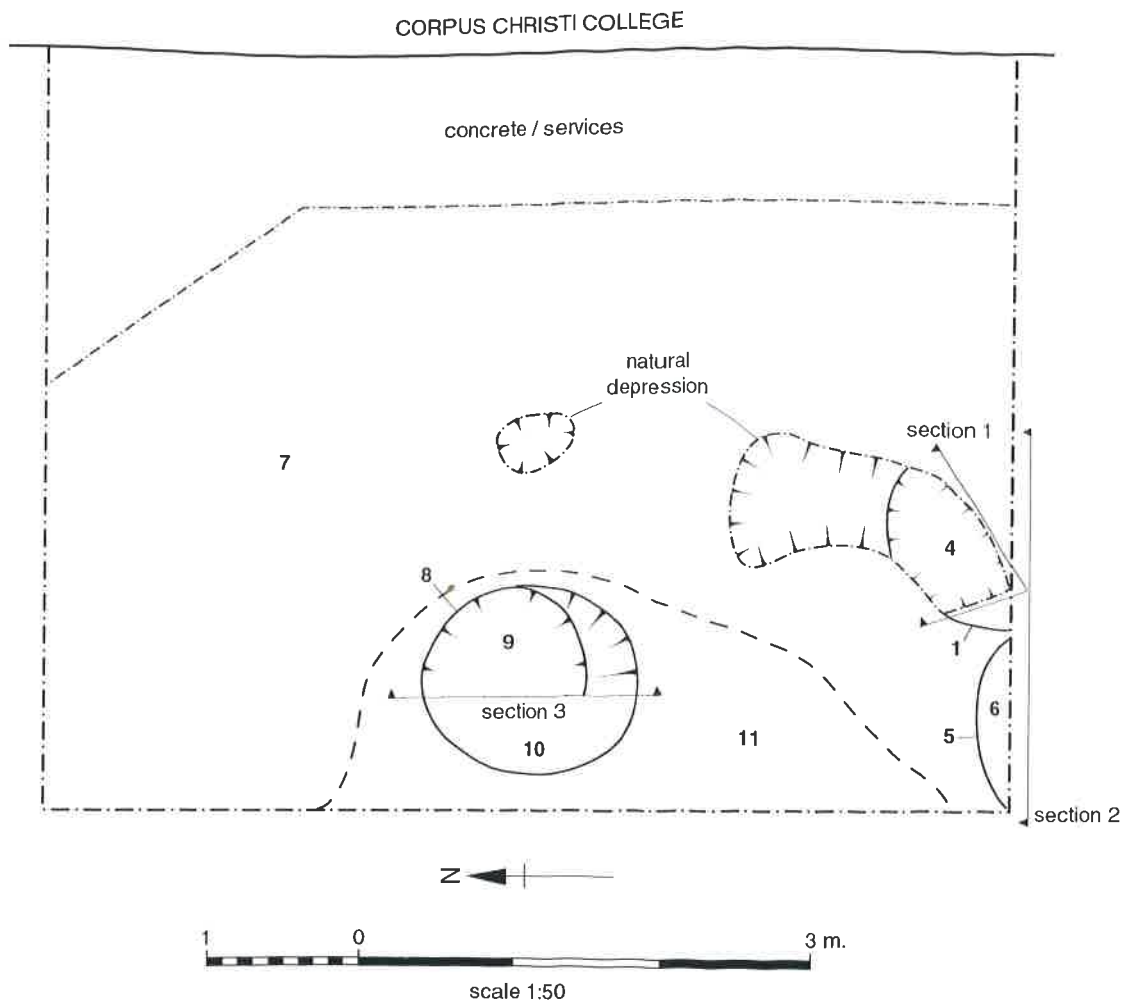 CORPUS CHRISTI COLLEGE
concrete / services
natural
depression
section 1
7
4
8
9
1
section 3
6
5
10
11
section 2
N
1
0
3 m.
scale 1:50